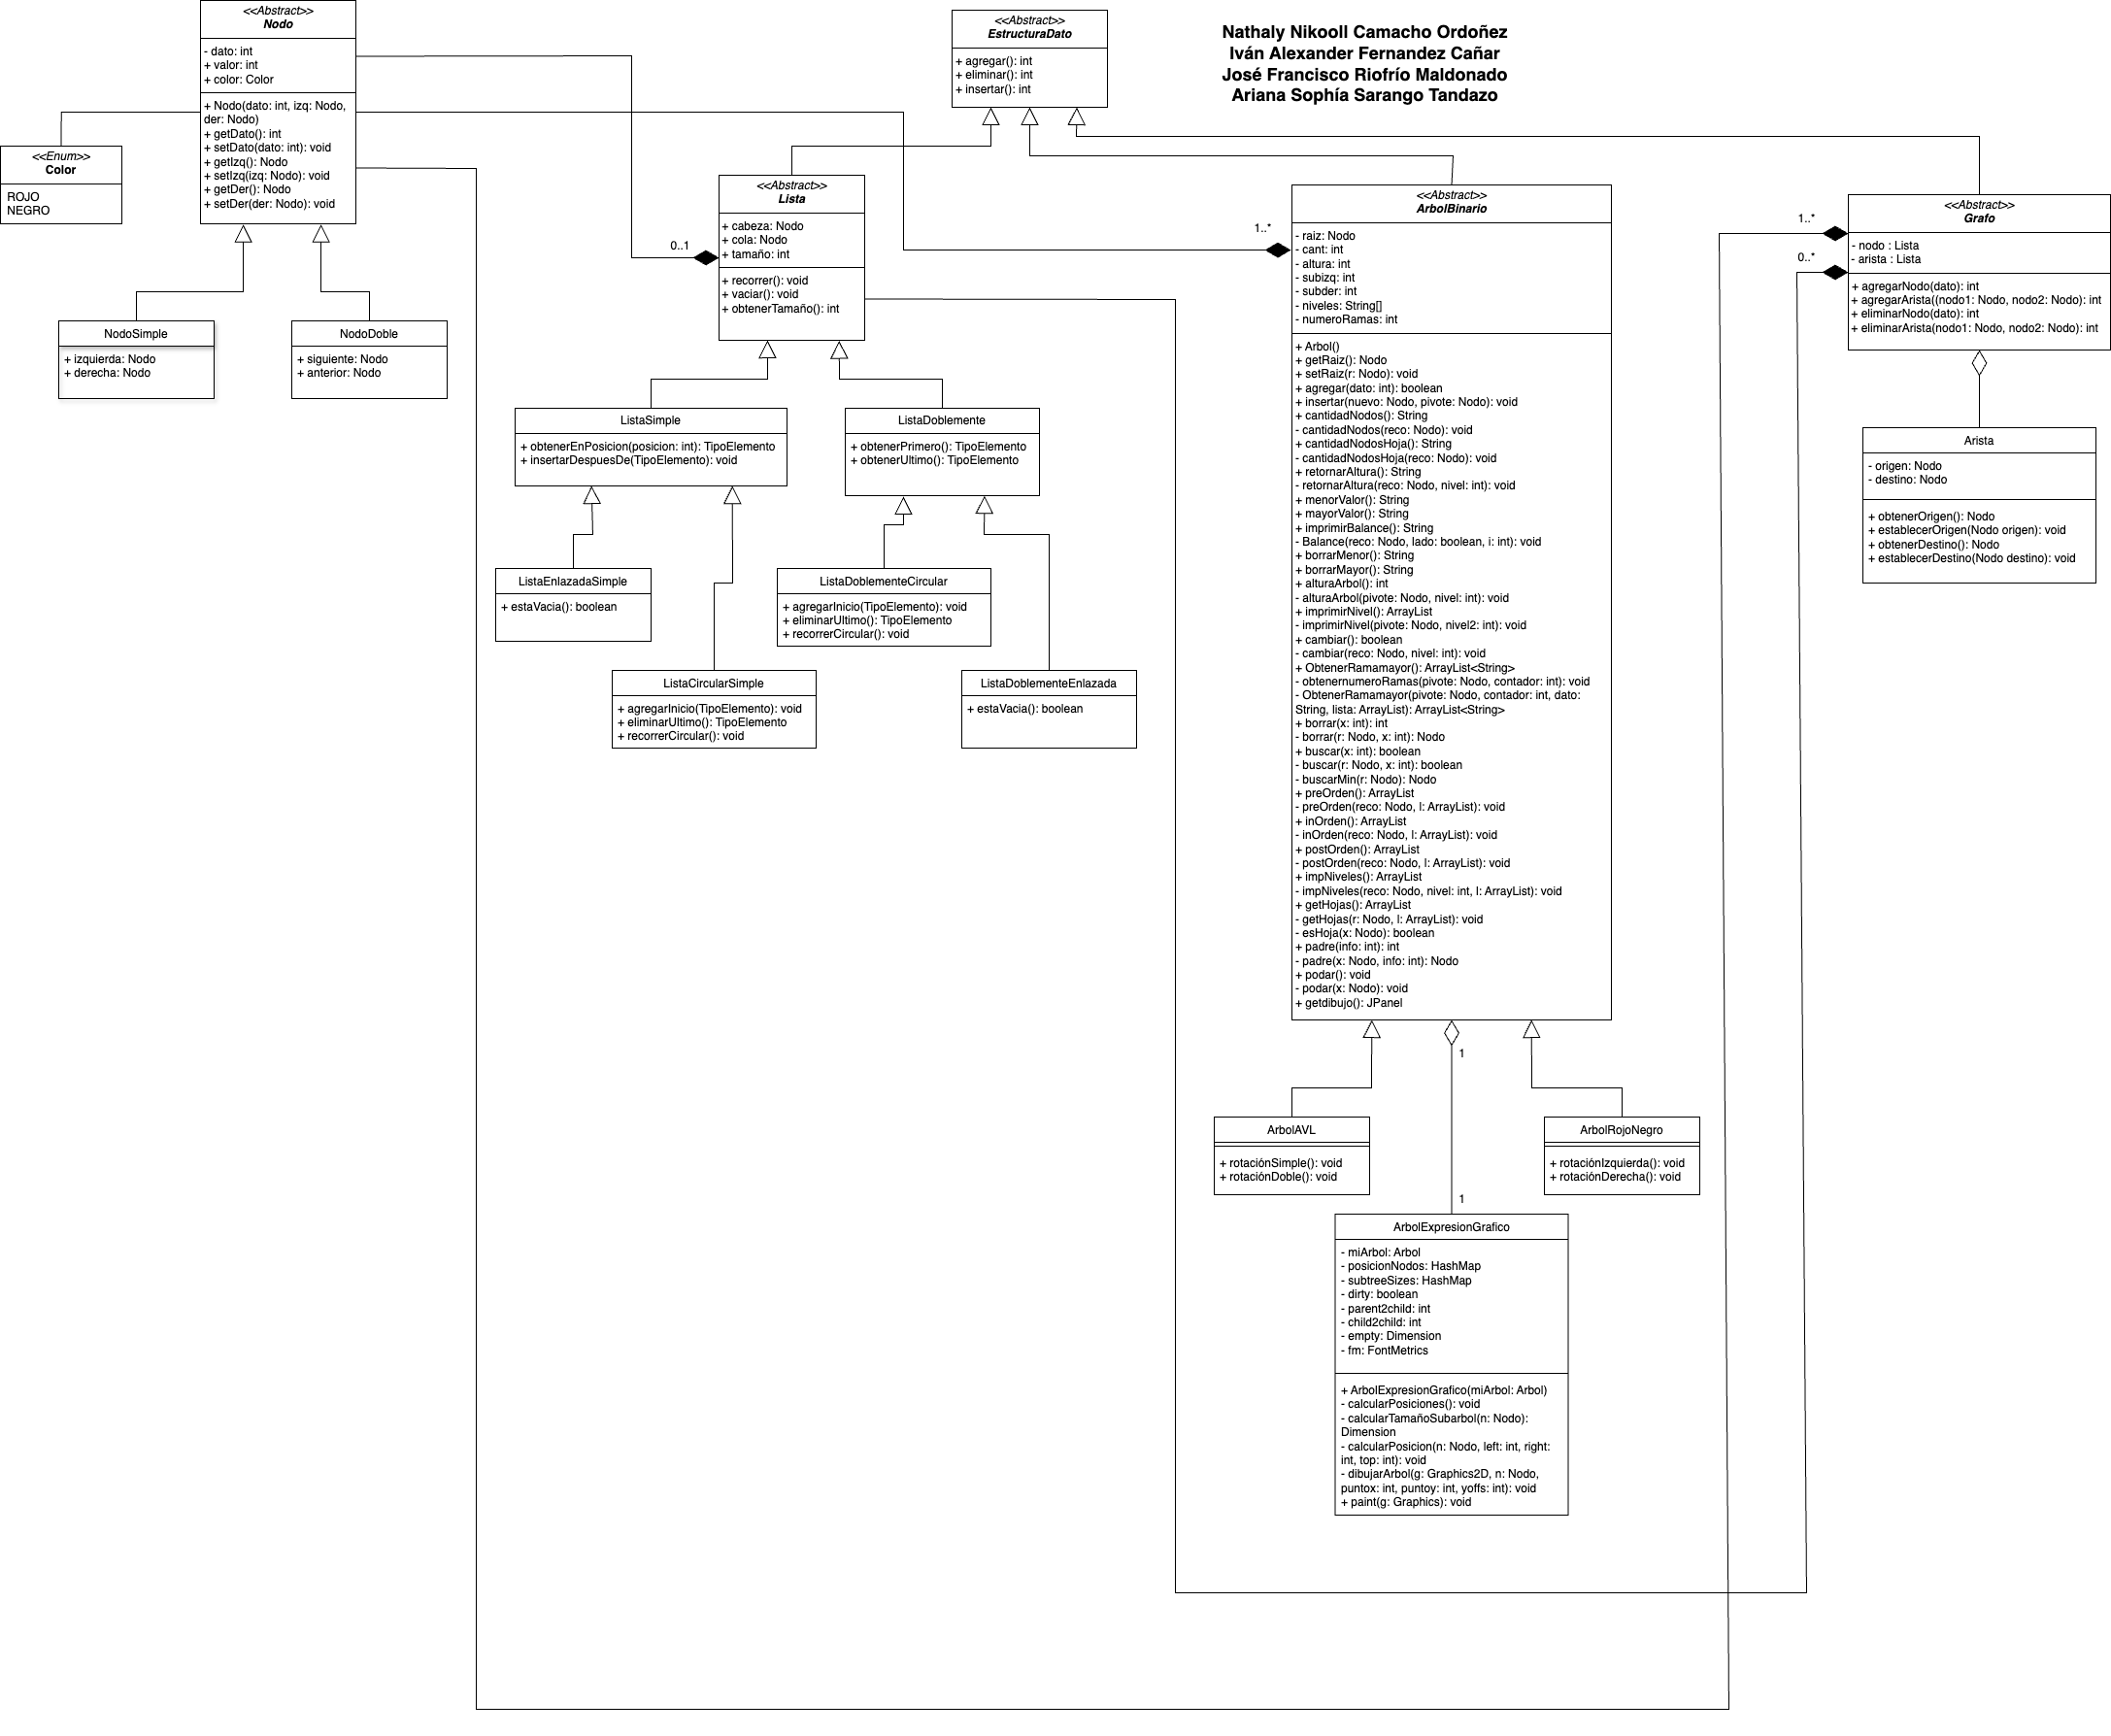 <<Abstract>>
Nodo
- dato: int
+ valor: int
+ color: Color
+ Nodo(dato: int, izq: Nodo,
der: Nodo)
+ getDato(): int
+ setDato(dato: int): void
+ getIzq(): Nodo
+ setIzq(izq: Nodo): void
+ getDer(): Nodo
+ setDer(der: Nodo): void
<<Enum>>
Color
ROJO
NEGRO
NodoSimple
+ izquierda: Nodo
+ derecha: Nodo
NodoDoble
+ siguiente: Nodo
+ anterior: Nodo
<<Abstract>>
EstructuraDato
+ agregar(): int
+ eliminar(): int
+ insertar(): int
Nathaly Nikooll Camacho Ordoñez
Iván Alexander Fernandez Cañar
José Francisco Riofrío Maldonado
Ariana Sophía Sarango Tandazo
0..1
<<Abstract>>
Lista
+ cabeza: Nodo
+ cola: Nodo
+ tamaño: int
+ recorrer(): void
+ vaciar(): void
+ obtenerTamaño(): int
ListaSimple
+ obtenerEnPosicion(posicion: int): TipoElemento
+ insertarDespuesDe(TipoElemento): void
ListaDoblemente
+ obtenerPrimero(): TipoElemento
+ obtenerUltimo(): TipoElemento
ListaEnlazadaSimple
+ estaVacia(): boolean
ListaDoblementeCircular
+ agregarInicio(TipoElemento): void
+ eliminarUltimo(): TipoElemento
+ recorrerCircular(): void
ListaCircularSimple
+ agregarInicio(TipoElemento): void
+ eliminarUltimo(): TipoElemento
+ recorrerCircular(): void
ListaDoblementeEnlazada
+ estaVacia(): boolean
1..*
<<Abstract>>
ArbolBinario
- raiz: Nodo
- cant: int
- altura: int
- subizq: int
- subder: int
- niveles: String[]
- numeroRamas: int
+ Arbol()
+ getRaiz(): Nodo
+ setRaiz(r: Nodo): void
+ agregar(dato: int): boolean
+ insertar(nuevo: Nodo, pivote: Nodo): void
+ cantidadNodos(): String
- cantidadNodos(reco: Nodo): void
+ cantidadNodosHoja(): String
- cantidadNodosHoja(reco: Nodo): void
+ retornarAltura(): String
- retornarAltura(reco: Nodo, nivel: int): void
+ menorValor(): String
+ mayorValor(): String
+ imprimirBalance(): String
- Balance(reco: Nodo, lado: boolean, i: int): void
+ borrarMenor(): String
+ borrarMayor(): String
+ alturaArbol(): int
- alturaArbol(pivote: Nodo, nivel: int): void
+ imprimirNivel(): ArrayList
- imprimirNivel(pivote: Nodo, nivel2: int): void
+ cambiar(): boolean
- cambiar(reco: Nodo, nivel: int): void
+ ObtenerRamamayor(): ArrayList<String>
- obtenernumeroRamas(pivote: Nodo, contador: int): void
- ObtenerRamamayor(pivote: Nodo, contador: int, dato:
String, lista: ArrayList): ArrayList<String>
+ borrar(x: int): int
- borrar(r: Nodo, x: int): Nodo
+ buscar(x: int): boolean
- buscar(r: Nodo, x: int): boolean
- buscarMin(r: Nodo): Nodo
+ preOrden(): ArrayList
- preOrden(reco: Nodo, l: ArrayList): void
+ inOrden(): ArrayList
- inOrden(reco: Nodo, l: ArrayList): void
+ postOrden(): ArrayList
- postOrden(reco: Nodo, l: ArrayList): void
+ impNiveles(): ArrayList
- impNiveles(reco: Nodo, nivel: int, l: ArrayList): void
+ getHojas(): ArrayList
- getHojas(r: Nodo, l: ArrayList): void
- esHoja(x: Nodo): boolean
+ padre(info: int): int
- padre(x: Nodo, info: int): Nodo
+ podar(): void
- podar(x: Nodo): void
+ getdibujo(): JPanel
1
ArbolAVL
+ rotaciónSimple(): void
+ rotaciónDoble(): void
ArbolRojoNegro
+ rotaciónIzquierda(): void
+ rotaciónDerecha(): void
1
ArbolExpresionGrafico
- miArbol: Arbol
- posicionNodos: HashMap
- subtreeSizes: HashMap
- dirty: boolean
- parent2child: int
- child2child: int
- empty: Dimension
- fm: FontMetrics
+ ArbolExpresionGrafico(miArbol: Arbol)
- calcularPosiciones(): void
- calcularTamañoSubarbol(n: Nodo):
Dimension
- calcularPosicion(n: Nodo, left: int, right:
int, top: int): void
- dibujarArbol(g: Graphics2D, n: Nodo,
puntox: int, puntoy: int, yoffs: int): void
+ paint(g: Graphics): void
1..*
0..*
<<Abstract>>
Grafo
- nodo : Lista
- arista : Lista
+ agregarNodo(dato): int
+ agregarArista((nodo1: Nodo, nodo2: Nodo): int
+ eliminarNodo(dato): int
+ eliminarArista(nodo1: Nodo, nodo2: Nodo): int
Arista
- origen: Nodo
- destino: Nodo
+ obtenerOrigen(): Nodo
+ establecerOrigen(Nodo origen): void
+ obtenerDestino(): Nodo
+ establecerDestino(Nodo destino): void